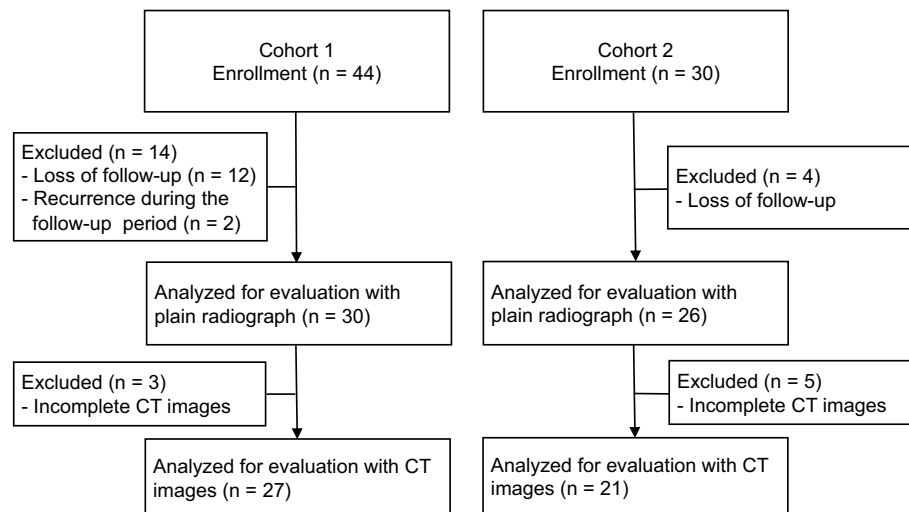 Cohort 1
Enrollment (n = 44)
Excluded (n = 14)
- Loss of follow-up (n = 12)
- Recurrence during the
follow-up period (n = 2)
Analyzed for evaluation with
plain radiograph (n = 30)
Excluded (n = 3)
- Incomplete CT images
Analyzed for evaluation with CT
images (n = 27)
Cohort 2
Enrollment (n = 30)
Excluded (n = 4)
- Loss of follow-up
Analyzed for evaluation with
plain radiograph (n = 26)
Excluded (n = 5)
- Incomplete CT images
Analyzed for evaluation with CT
images (n = 21)